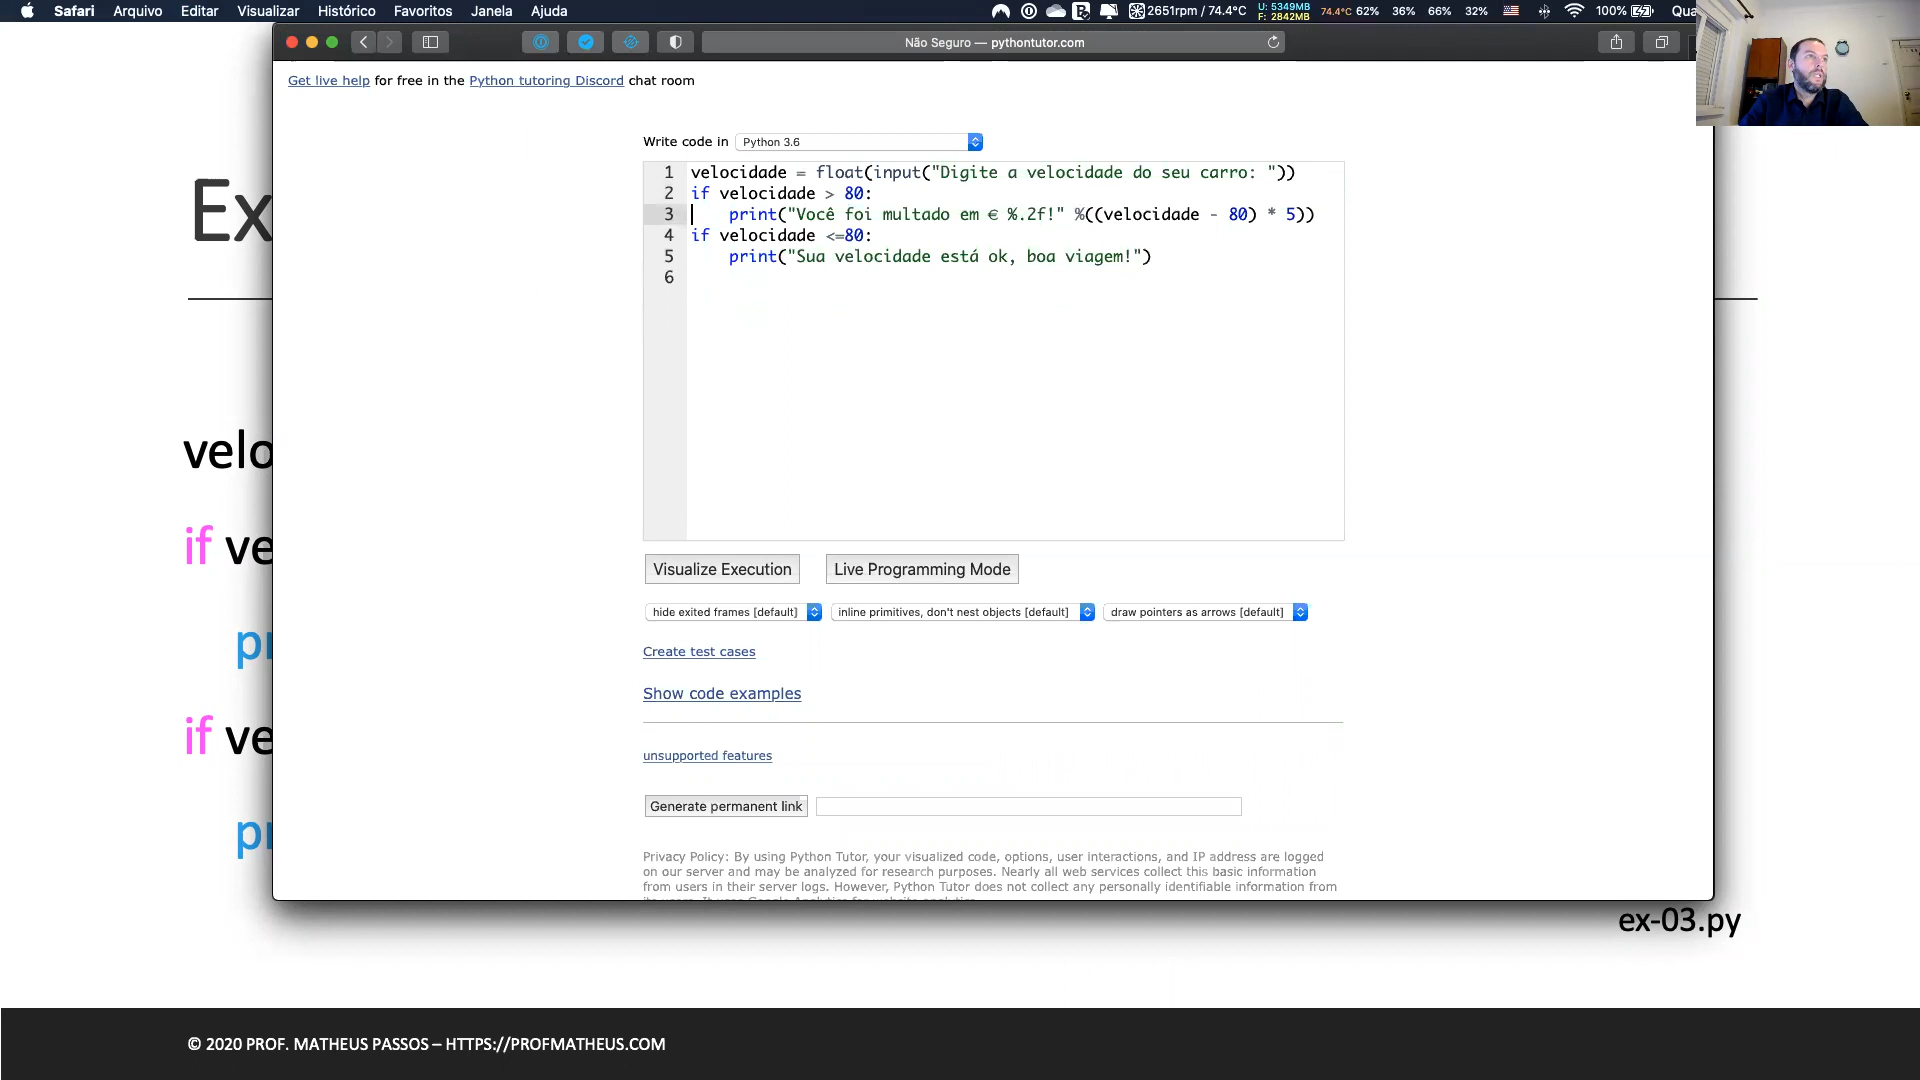 Safari Arquivo Editar Visualizar Histórico Favoritos Janela Ajuda 2651rpm / 74.4°C U: 5349MB F: 2842MB 74.4°C 62% 36% 66% 32% 100% Qua
Não Seguro — pythontutor.com
Get live help for free in the Python tutoring Discord chat room
Write code in Python 3.6
1 velocidade = float(input("Digite a velocidade do seu carro: "))
2 if velocidade > 80:
3 print("Você foi multado em € %.2f!" %((velocidade - 80) * 5))
4 if velocidade <=80:
5 print("Sua velocidade está ok, boa viagem!")
6
Visualize Execution Live Programming Mode
hide exited frames [default] inline primitives, don't nest objects [default] draw pointers as arrows [default]
Create test cases
Show code examples
unsupported features
Generate permanent link
Privacy Policy: By using Python Tutor, your visualized code, options, user interactions, and IP address are logged
on our server and may be analyzed for research purposes. Nearly all web services collect this basic information
from users in their server logs. However, Python Tutor does not collect any personally identifiable information from
Ex
velo
if ve
pr
if ve
pr
ex-03.py
© 2020 PROF. MATHEUS PASSOS – HTTPS://PROFMATHEUS.COM